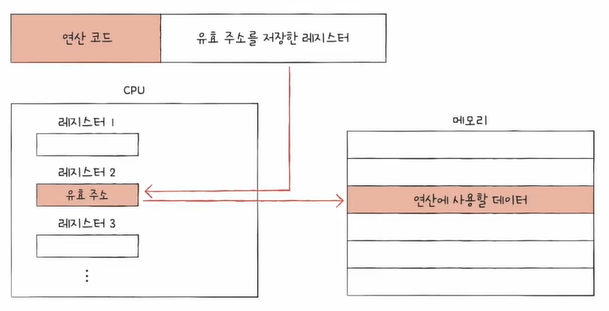 연산 코드
유효 주소를 저장한 레지스터
CPU
레지스터 1
레지스터 2
유효 주소
레지스터 3
⋮
메모리
연산에 사용할 데이터